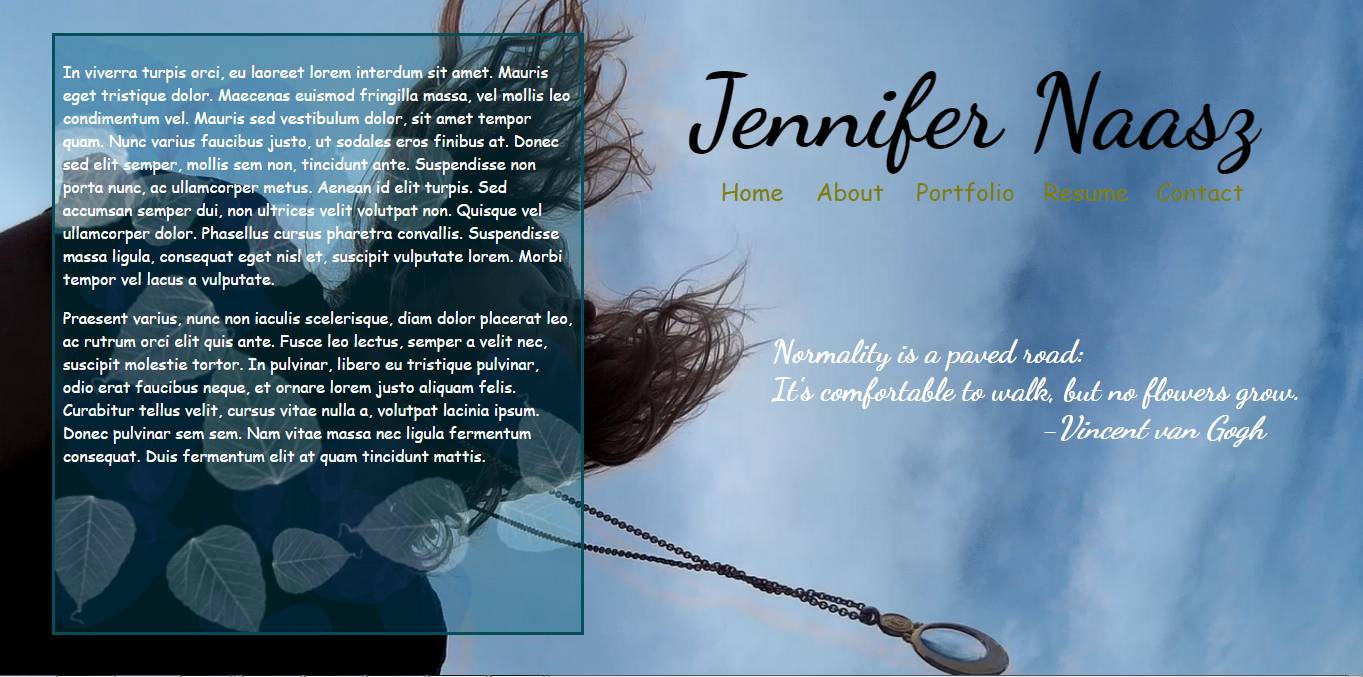 In viverra turpis orci, eu laoreet lorem interdum sit amet. Mauris
eget tristique dolor. Maecenas euismod fringilla massa, vel mollis leo
condimentum vel. Mauris sed vestibulum dolor, sit amet tempor
quam. Nunc varius faucibus justo, ut sodales eros finibus at. Donec
sed elit semper, mollis sem non, tincidunt ante. Suspendisse non
porta nunc, ac ullamcorper metus. Aenean id elit turpis. Sed
accumsan semper dui, non ultrices velit volutpat non. Quisque vel
ullamcorper dolor. Phasellus cursus pharetra convallis. Suspendisse
massa ligula, consequat eget nisl et, suscipit vulputate lorem. Morbi
tempor vel lacus a vulputate.
Praesent varius, nunc non iaculis scelerisque, diam dolor placerat leo,
ac rutrum orci elit quis ante. Fusce leo lectus, semper a velit nec,
suscipit molestie tortor. In pulvinar, libero eu tristique pulvinar,
odio erat faucibus neque, et ornare lorem justo aliquam felis.
Curabitur tellus velit, cursus vitae nulla a, volutpat lacinia ipsum.
Donec pulvinar sem sem. Nam vitae massa nec ligula fermentum
consequat. Duis fermentum elit at quam tincidunt mattis.
Jennifer Naasz
Home About Portfolio Resume Contact
Normality is a paved road:
It's comfortable to walk, but no flowers grow.
-Vincent van Gogh